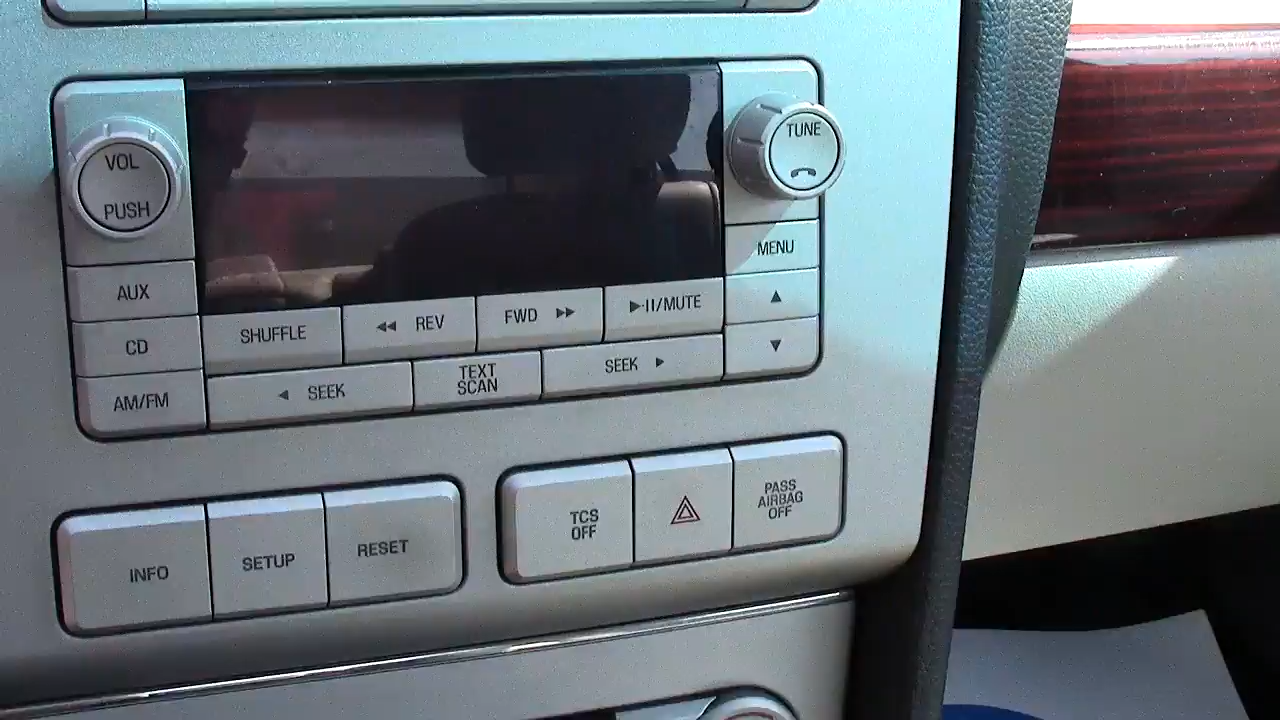 VOL
PUSH
TUNE
MENU
AUX
CD
AM/FM
SHUFFLE
REV
FWD
/MUTE
SEEK
TEXT
SCAN
SEEK
INFO
SETUP
RESET
TCS
OFF
PASS
AIRBAG
OFF